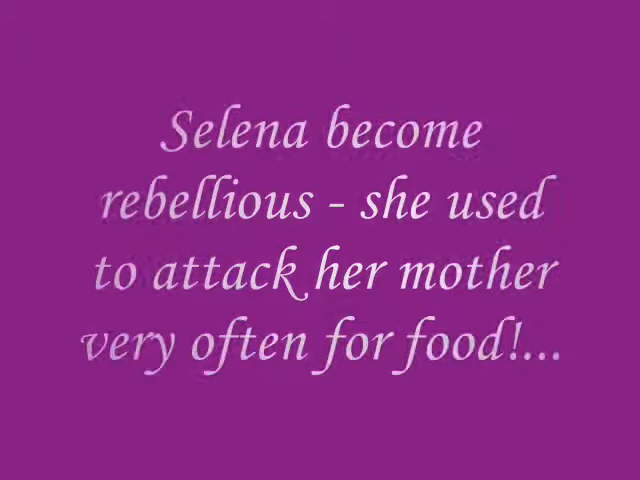 Selena become
rebellious - she used
to attack her mother
very often for food!...